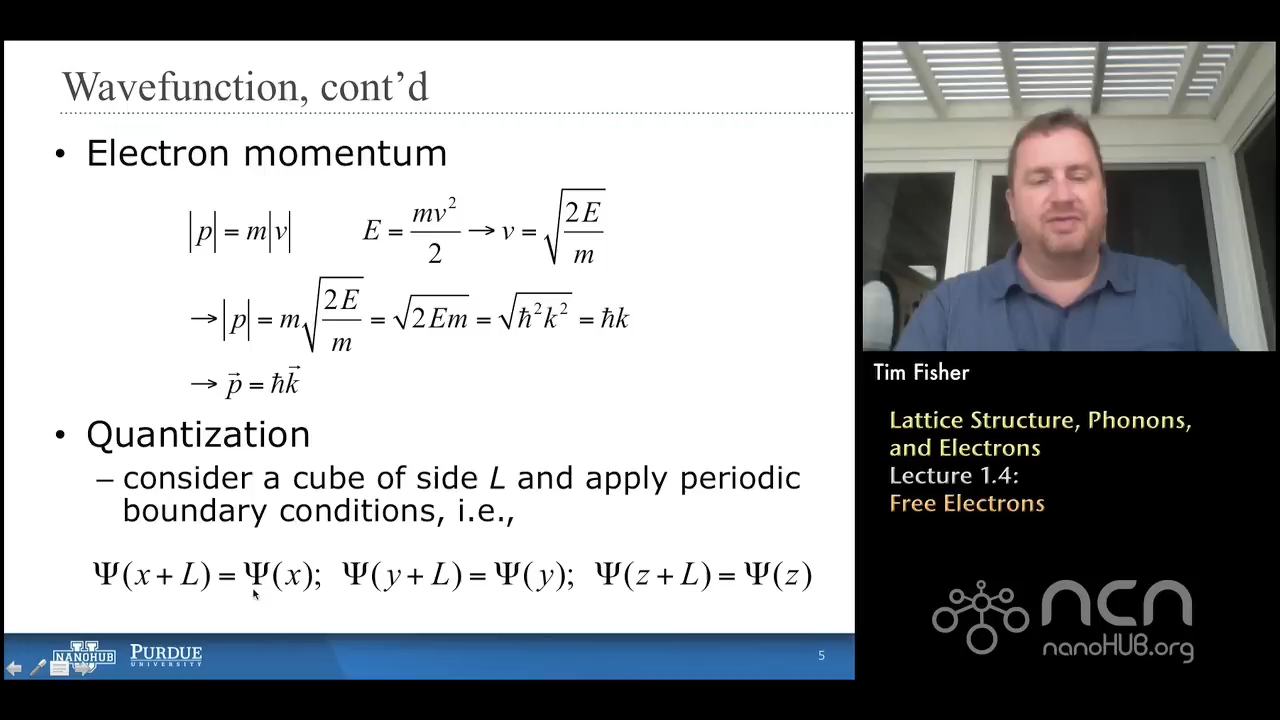 Wavefunction, cont'd
• Electron momentum
|p| = m|v|    E = mv²/2 → v = √(2E/m)
→ |p| = m√(2E/m) = √(2Em) = √(ħ²k²) = ħk
→ p⃗ = ħk⃗
• Quantization
– consider a cube of side L and apply periodic
boundary conditions, i.e.,
Ψ(x + L) = Ψ(x); Ψ(y + L) = Ψ(y); Ψ(z + L) = Ψ(z)
NANOHUB
U
PURDUE
UNIVERSITY
5
Tim Fisher
Lattice Structure, Phonons,
and Electrons
Lecture 1.4:
Free Electrons
ncn
nanoHUB.org